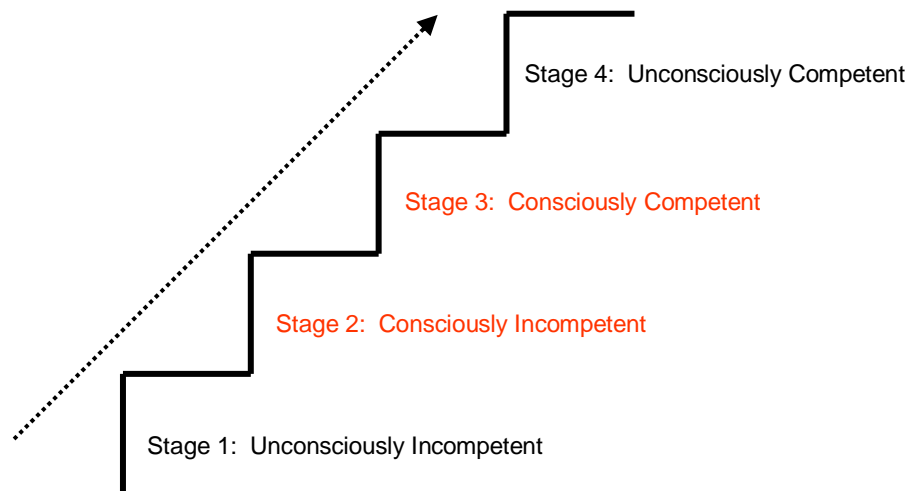 Stage 4:  Unconsciously Competent
Stage 3:  Consciously Competent
Stage 2:  Consciously Incompetent
Stage 1:  Unconsciously Incompetent